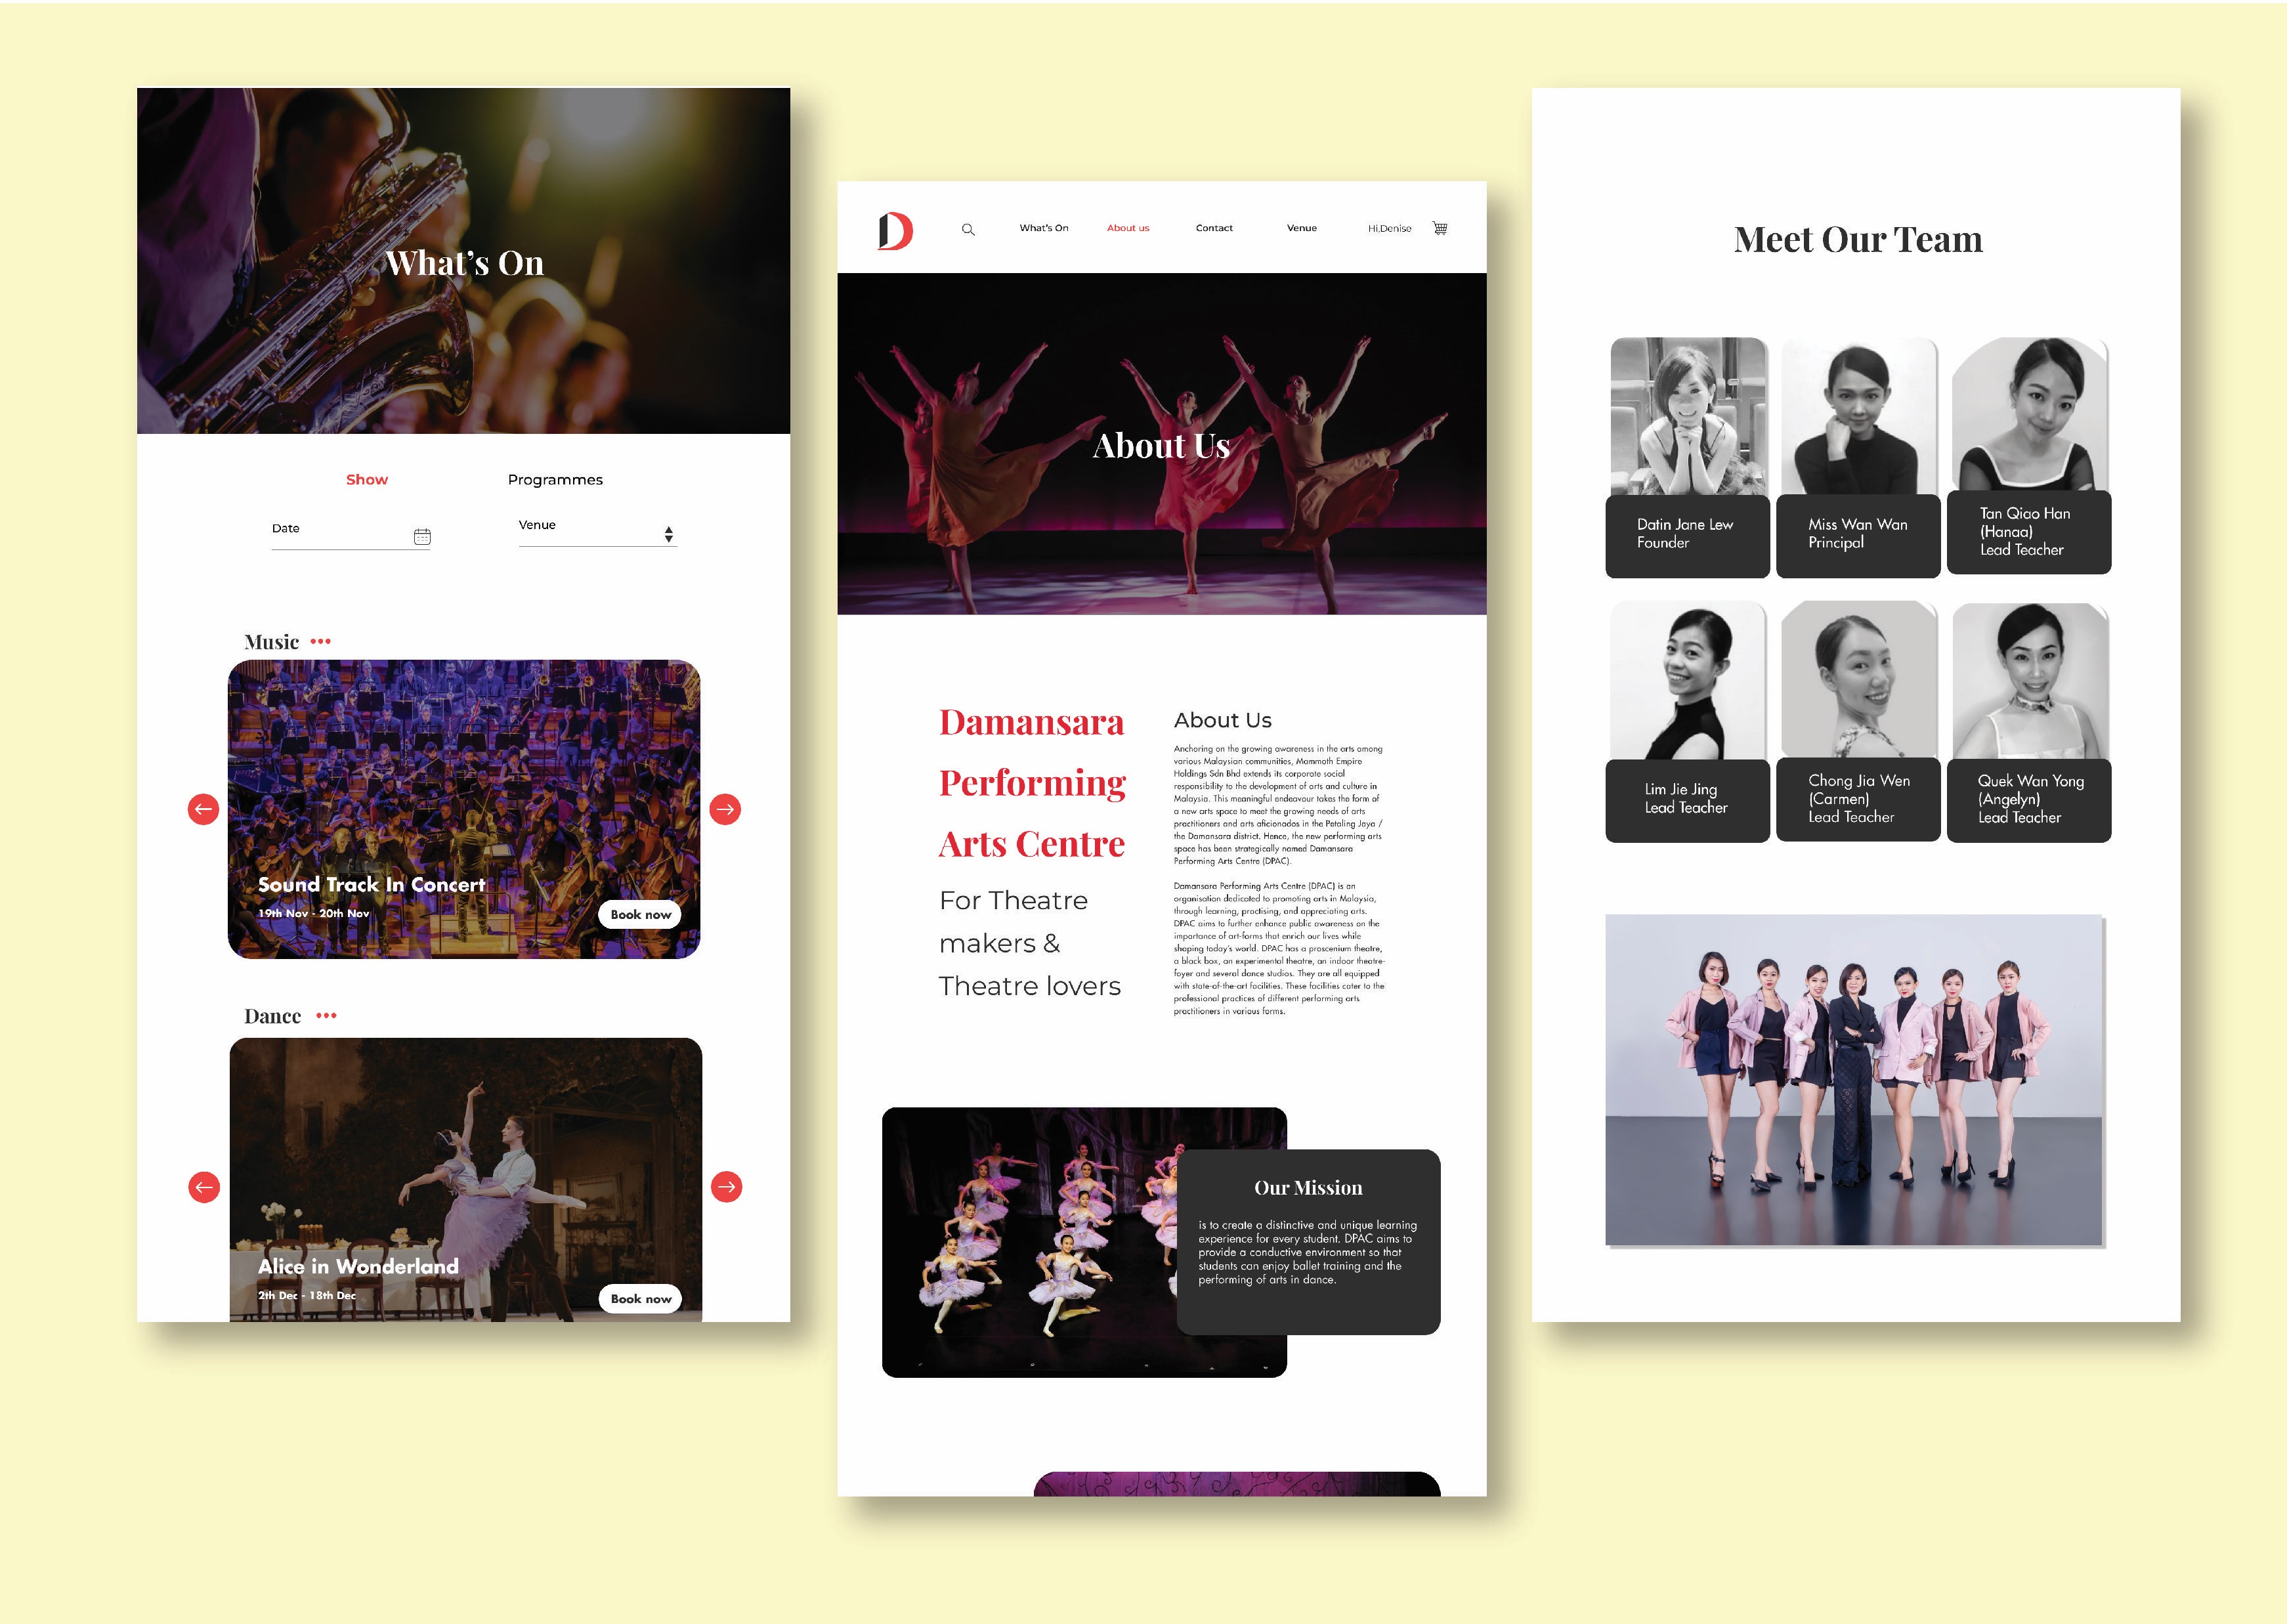 What's On
Show
Programmes
Date
Venue
Music
Sound Track In Concert
19th Nov - 20th Nov
Book now
Dance
Alice in Wonderland
2th Dec - 18th Dec
Book now
D
What's On
About us
Contact
Venue
Hi,Denise
About Us
Damansara
Performing
Arts Centre
For Theatre
makers &
Theatre lovers
About Us
Anchoring on the growing awareness in the arts among
various Malaysian communities, Mammoth Empire
Holdings Sdn Bhd extends its corporate social
responsibility to the development of arts and culture in
Malaysia. This meaningful endeavour takes the form of
a new arts space to meet the growing needs of arts
practitioners and arts aficionados in the Petaling Jaya /
the Damansara district. Hence, the new performing arts
space has been strategically named Damansara
Performing Arts Centre (DPAC).
Damansara Performing Arts Centre (DPAC) is an
organisation dedicated to promoting arts in Malaysia,
through learning, practising, and appreciating arts.
DPAC aims to further enhance public awareness on the
importance of art-forms that enrich our lives while
shaping today's world. DPAC has a proscenium theatre,
a black box, an experimental theatre, an indoor theatre-
foyer and several dance studios. They are all equipped
with state-of-the-art facilities. These facilities cater to the
professional practices of different performing arts
practitioners in various forms.
Our Mission
is to create a distinctive and unique learning
experience for every student. DPAC aims to
provide a conductive environment so that
students can enjoy ballet training and the
performing of arts in dance.
Meet Our Team
Datin Jane Lew
Founder
Miss Wan Wan
Principal
Tan Qiao Han
(Hanaa)
Lead Teacher
Lim Jie Jing
Lead Teacher
Chong Jia Wen
(Carmen)
Lead Teacher
Quek Wan Yong
(Angelyn)
Lead Teacher